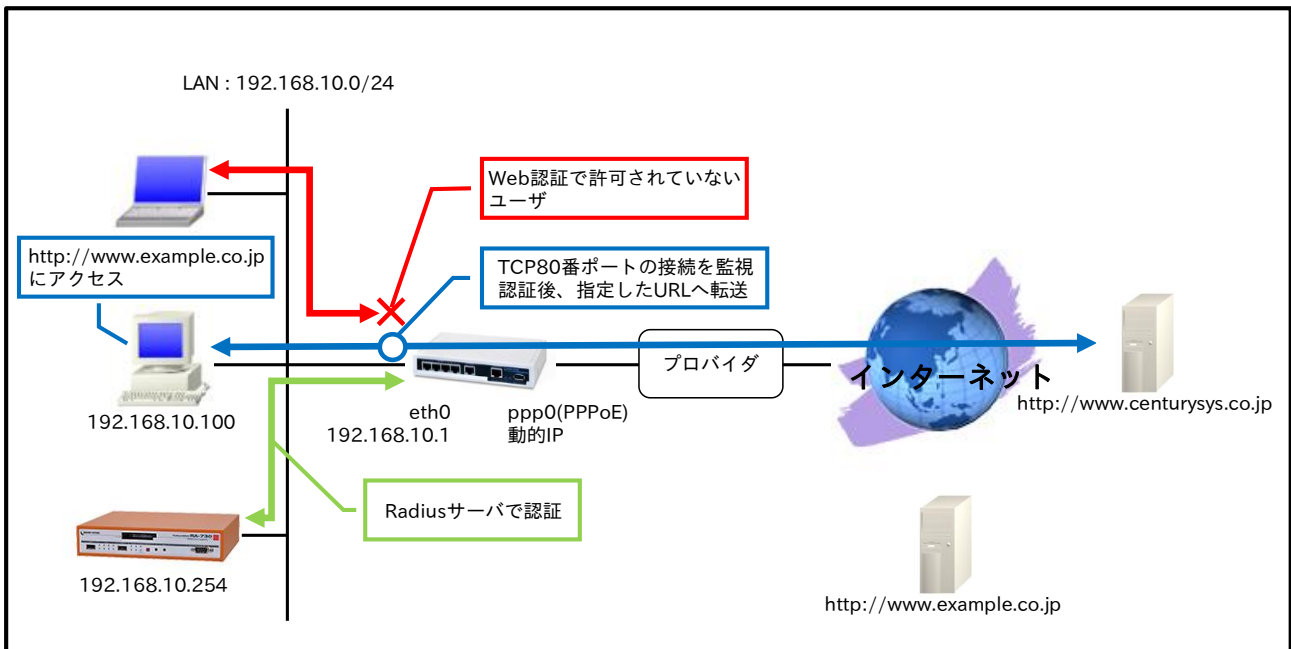 LAN : 192.168.10.0/24
Web認証で許可されていない
ユーザ
http://www.example.co.jp
にアクセス
TCP80番ポートの接続を監視
認証後、指定したURLへ転送
プロバイダ
インターネット
http://www.centurysys.co.jp
192.168.10.100
eth0
192.168.10.1
ppp0(PPPoE)
動的IP
Radiusサーバで認証
RA-730
192.168.10.254
http://www.example.co.jp